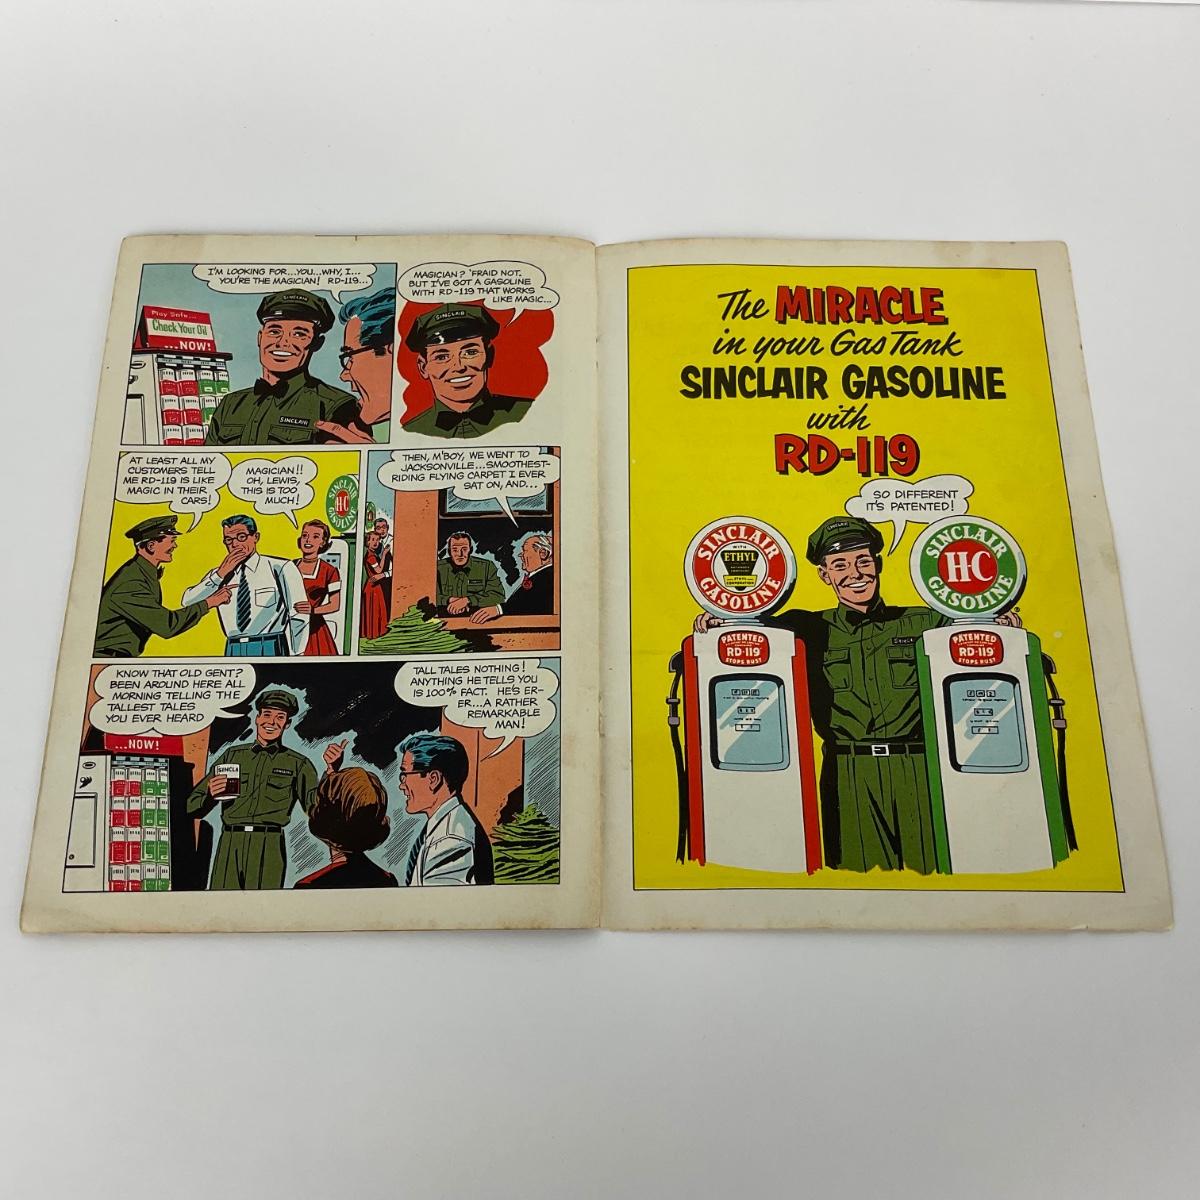 I'M LOOKING FOR...YOU...WHY, I...
YOU'RE THE MAGICIAN! RD-119...
SINCLAIR
Play Safe...
Check Your Oil
...NOW!
SINCLAIR
MAGICIAN? 'FRAID NOT.
BUT I'VE GOT A GASOLINE
WITH RD-119 THAT WORKS
LIKE MAGIC...
SINCLAIR
AT LEAST ALL MY
CUSTOMERS TELL
ME RD-119 IS LIKE
MAGIC IN THEIR
CARS!
MAGICIAN!!
OH, LEWIS,
THIS IS TOO
MUCH!
SINCLAIR
H-C
GASOLINE
THEN, M'BOY, WE WENT TO
JACKSONVILLE...SMOOTHEST-
RIDING FLYING CARPET I EVER
SAT ON, AND...
KNOW THAT OLD GENT?
BEEN AROUND HERE ALL
MORNING TELLING THE
TALLEST TALES
YOU EVER HEARD
...NOW!
SINCLA
TALL TALES NOTHING!
ANYTHING HE TELLS YOU
IS 100% FACT. HE'S ER-
ER...A RATHER
REMARKABLE
MAN!
The MIRACLE
in your Gas Tank
SINCLAIR GASOLINE
with
RD-119
SO DIFFERENT
IT'S PATENTED!
SINCLAIR
SINCLAIR
WITH
ETHYL
ETHYL
CORPORATION
GASOLINE
SINCLAIR
H-C
GASOLINE
®
PATENTED
RD-119
STOPS RUST
PATENTED
RD-119
STOPS RUST